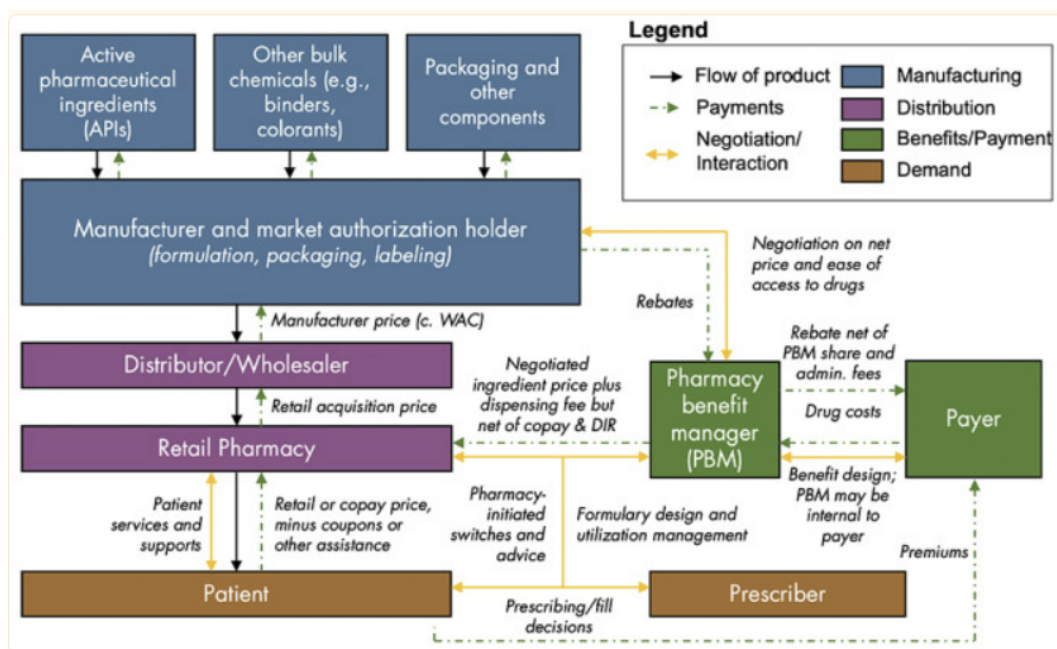 Active
pharmaceutical
ingredients
(APIs)
Other bulk
chemicals (e.g.,
binders,
colorants)
Packaging and
other
components
Legend
Flow of product
Payments
Negotiation/
Interaction
Manufacturing
Distribution
Benefits/Payment
Demand
Manufacturer and market authorization holder
(formulation, packaging, labeling)
Negotiation on net
price and ease of
access to drugs
Rebates
Manufacturer price (c. WAC)
Distributor/Wholesaler
Retail acquisition price
Retail Pharmacy
Negotiated
ingredient price plus
dispensing fee but
net of copay & DIR
Pharmacy
benefit
manager
(PBM)
Rebate net of
PBM share and
admin. fees
Drug costs
Payer
Benefit design;
PBM may be
internal to
payer
Patient
services and
supports
Retail or copay price,
minus coupons or
other assistance
Pharmacy-
initiated
switches and
advice
Formulary design and
utilization management
Premiums
Patient
Prescriber
Prescribing/fill
decisions